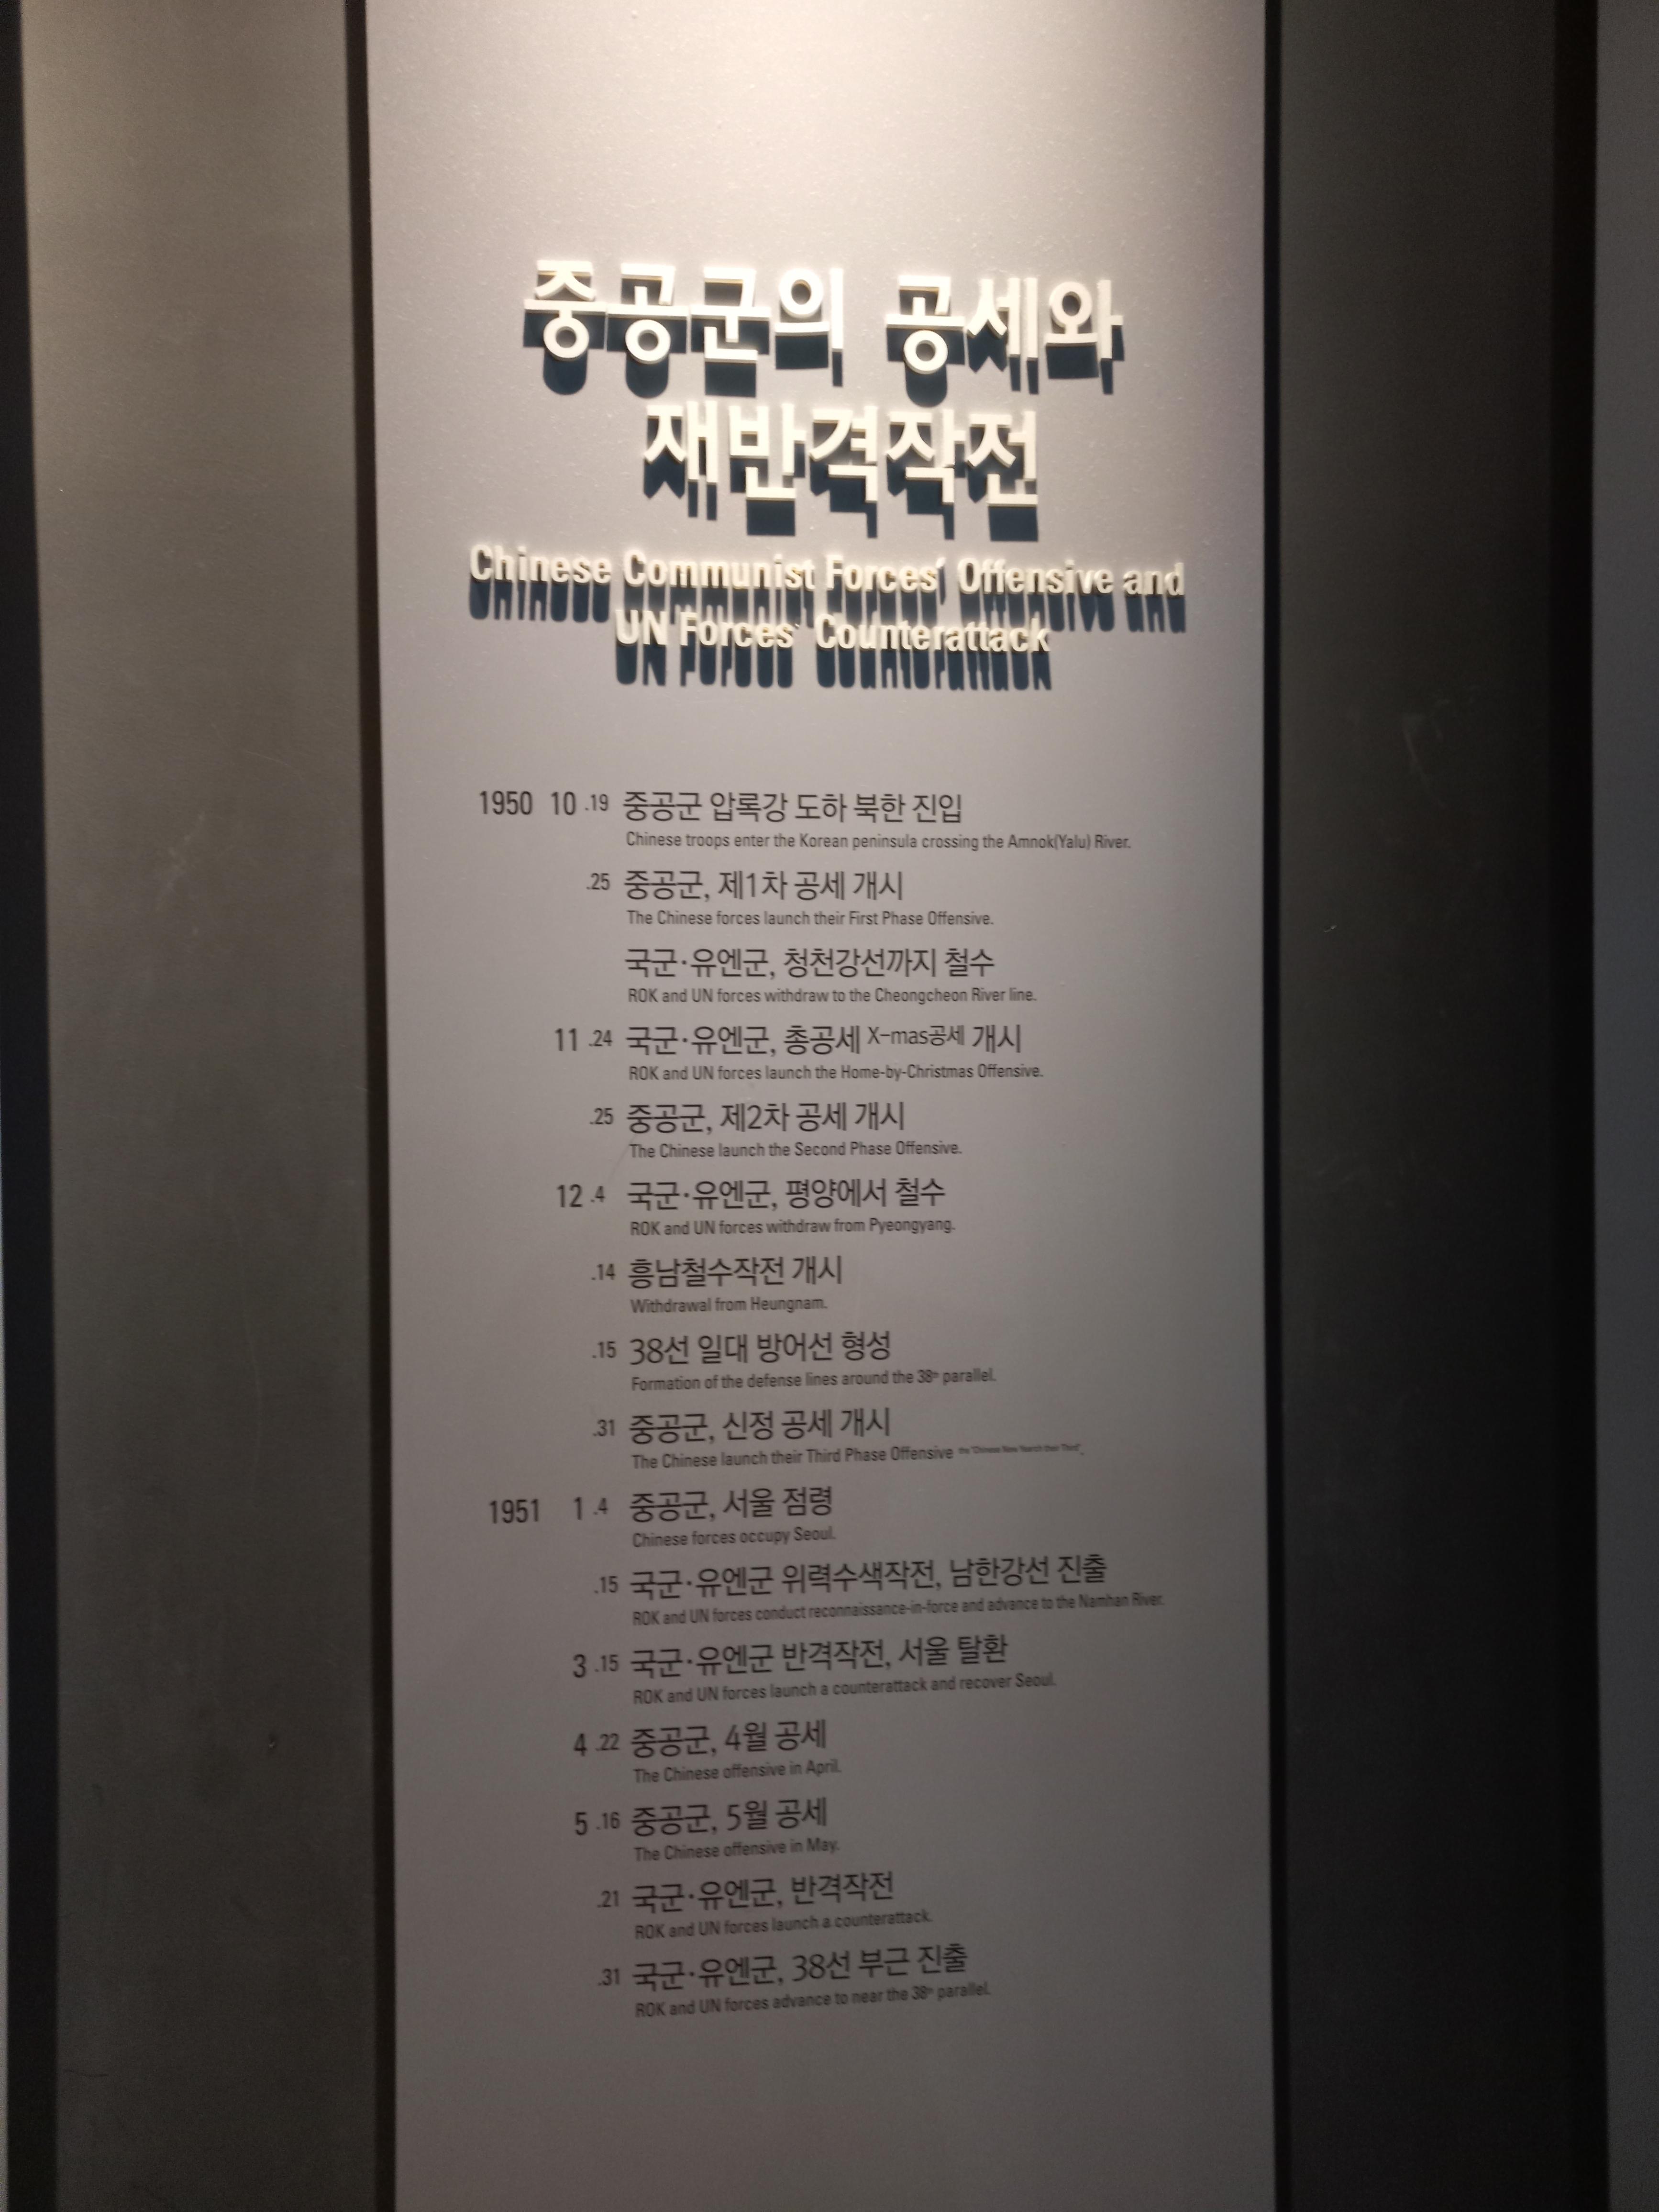 중공군의 공세와
재반격작전
Chinese Communist Forces' Offensive and
UN Forces' Counterattack
1950 10 .19 중공군 압록강 도하 북한 진입
Chinese troops enter the Korean peninsula crossing the Amnok(Yalu) River.
.25 중공군, 제1차 공세 개시
The Chinese forces launch their First Phase Offensive.
국군·유엔군, 청천강선까지 철수
ROK and UN forces withdraw to the Cheongcheon River line.
11 .24 국군·유엔군, 총공세 X-mas공세 개시
ROK and UN forces launch the Home-by-Christmas Offensive.
.25 중공군, 제2차 공세 개시
The Chinese launch the Second Phase Offensive.
12 .4 국군·유엔군, 평양에서 철수
ROK and UN forces withdraw from Pyeongyang.
.14 흥남철수작전 개시
Withdrawal from Heungnam.
.15 38선 일대 방어선 형성
Formation of the defense lines around the 38th parallel.
.31 중공군, 신정 공세 개시
The Chinese launch their Third Phase Offensive
1951 1 .4 중공군, 서울 점령
Chinese forces occupy Seoul.
.15 국군·유엔군 위력수색작전, 남한강선 진출
ROK and UN forces conduct reconnaissance-in-force and advance to the Namhan River.
3 .15 국군·유엔군 반격작전, 서울 탈환
ROK and UN forces launch a counterattack and recover Seoul.
4 .22 중공군, 4월 공세
The Chinese offensive in April.
5 .16 중공군, 5월 공세
The Chinese offensive in May.
.21 국군·유엔군, 반격작전
ROK and UN forces launch a counterattack.
.31 국군·유엔군, 38선 부근 진출
ROK and UN forces advance to near the 38th parallel.